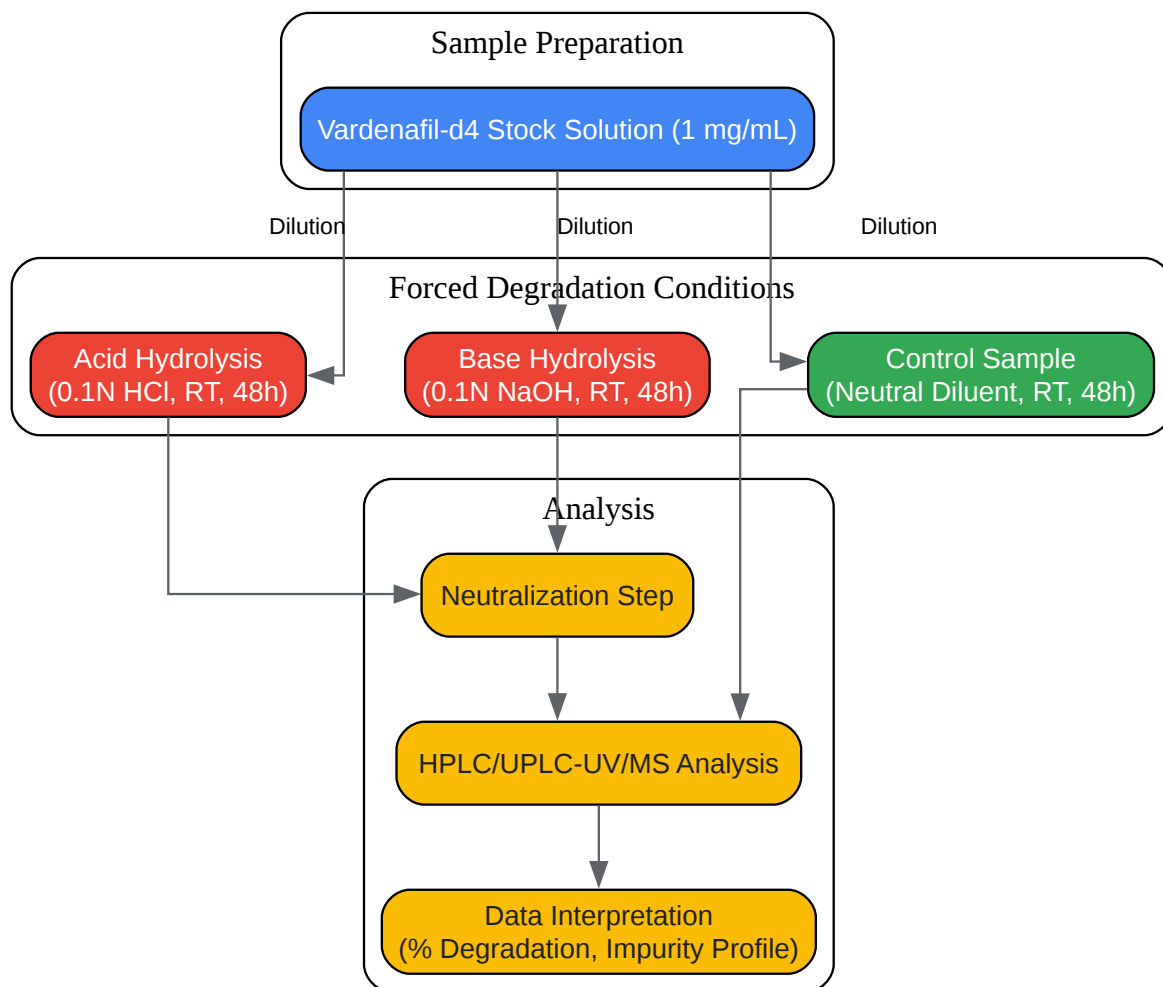 Sample Preparation
Vardenafil-d4 Stock Solution (1 mg/mL)
Dilution
Dilution
Dilution
Forced Degradation Conditions
Acid Hydrolysis
(0.1N HCl, RT, 48h)
Base Hydrolysis
(0.1N NaOH, RT, 48h)
Control Sample
(Neutral Diluent, RT, 48h)
Analysis
Neutralization Step
HPLC/UPLC-UV/MS Analysis
Data Interpretation
(% Degradation, Impurity Profile)